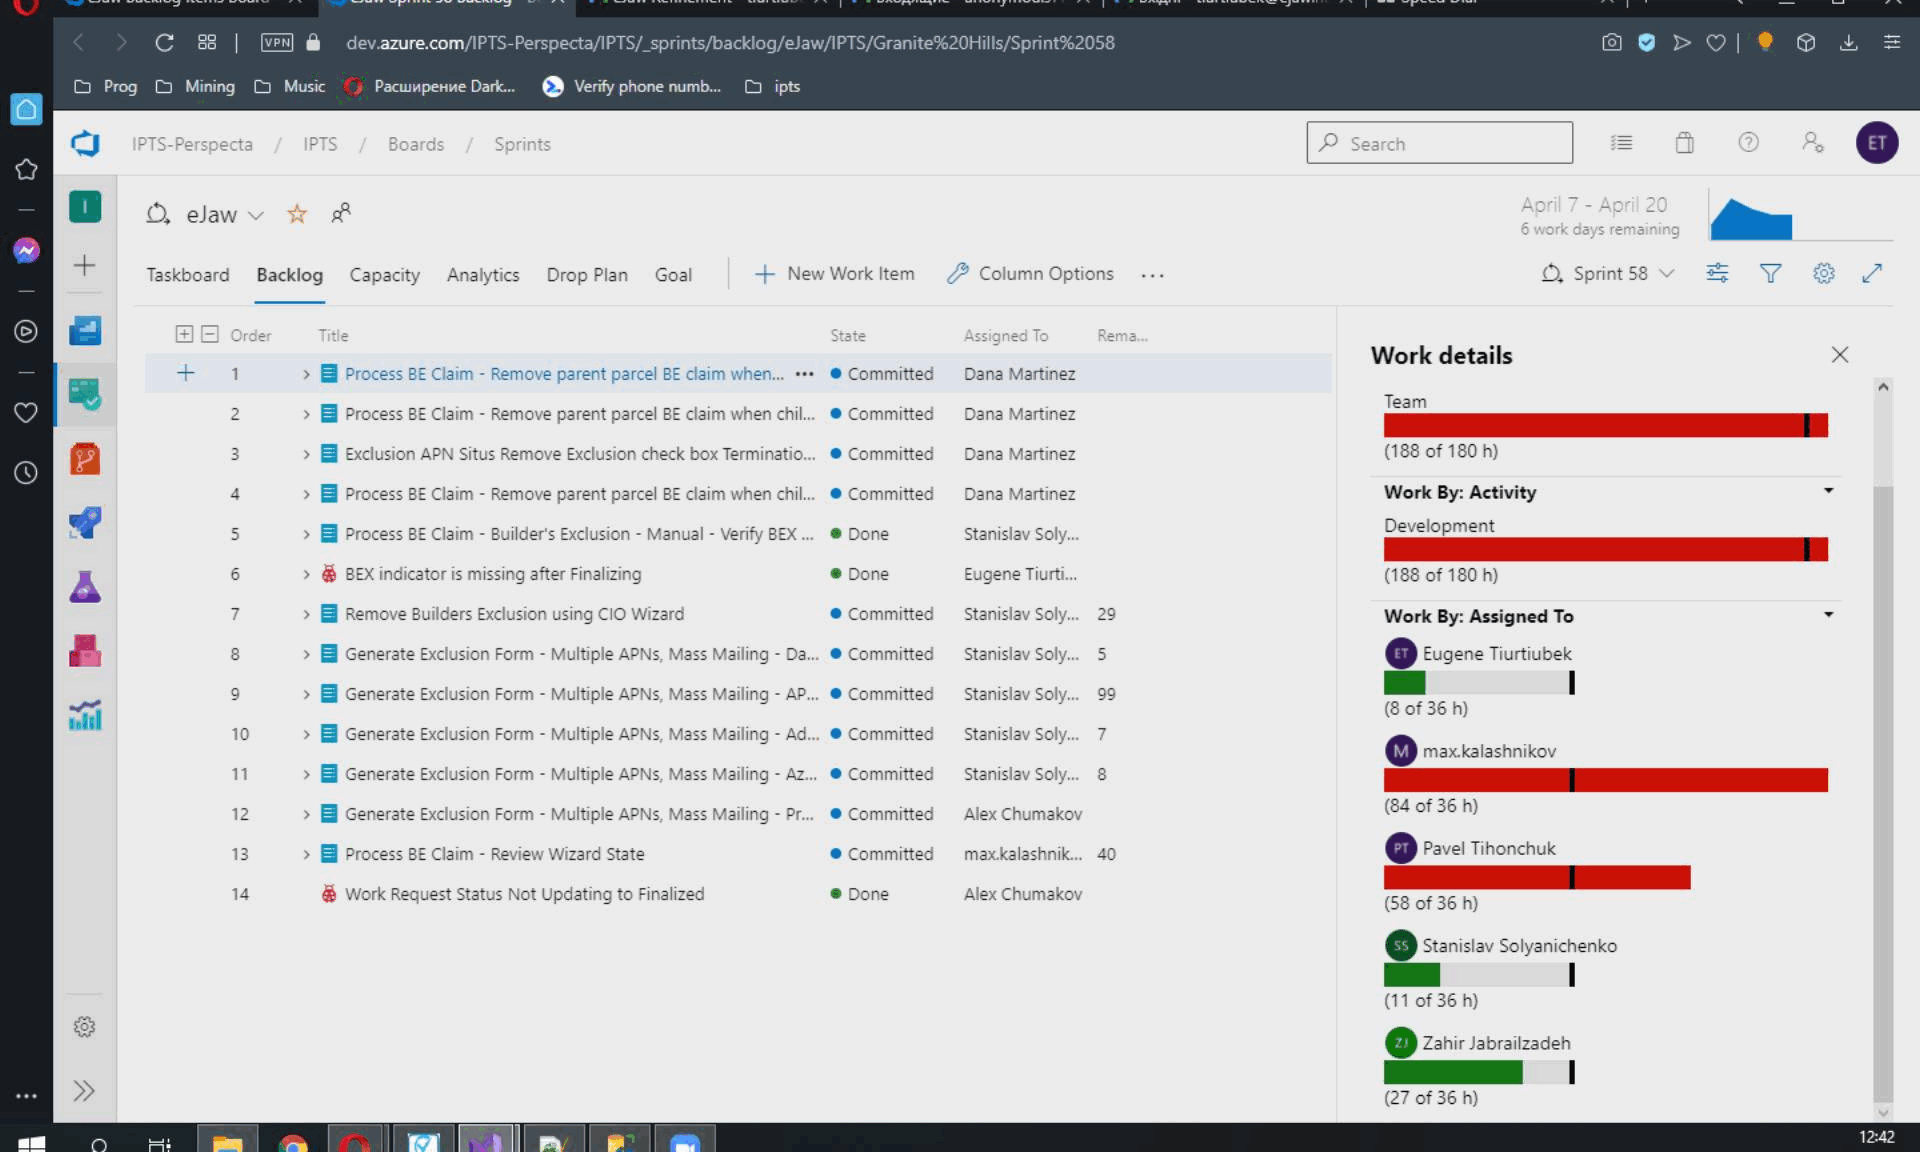 VPN
dev.azure.com/IPTS-Perspecta/IPTS/_sprints/backlog/eJaw/IPTS/Granite%20Hills/Sprint%2058
Prog
Mining
Music
Расширение Dark...
Verify phone numb...
ipts
IPTS-Perspecta / IPTS / Boards / Sprints
Search
ET
I
eJaw
April 7 - April 20
6 work days remaining
Taskboard
Backlog
Capacity
Analytics
Drop Plan
Goal
New Work Item
Column Options
Sprint 58
Order Title State Assigned To Rema...
1 Process BE Claim - Remove parent parcel BE claim when... Committed Dana Martinez
2 Process BE Claim - Remove parent parcel BE claim when chil... Committed Dana Martinez
3 Exclusion APN Situs Remove Exclusion check box Terminatio... Committed Dana Martinez
4 Process BE Claim - Remove parent parcel BE claim when chil... Committed Dana Martinez
5 Process BE Claim - Builder's Exclusion - Manual - Verify BEX ... Done Stanislav Soly...
6 BEX indicator is missing after Finalizing Done Eugene Tiurti...
7 Remove Builders Exclusion using CIO Wizard Committed Stanislav Soly... 29
8 Generate Exclusion Form - Multiple APNs, Mass Mailing - Da... Committed Stanislav Soly... 5
9 Generate Exclusion Form - Multiple APNs, Mass Mailing - AP... Committed Stanislav Soly... 99
10 Generate Exclusion Form - Multiple APNs, Mass Mailing - Ad... Committed Stanislav Soly... 7
11 Generate Exclusion Form - Multiple APNs, Mass Mailing - Az... Committed Stanislav Soly... 8
12 Generate Exclusion Form - Multiple APNs, Mass Mailing - Pr... Committed Alex Chumakov
13 Process BE Claim - Review Wizard State Committed max.kalashnik... 40
14 Work Request Status Not Updating to Finalized Done Alex Chumakov
Work details
Team
(188 of 180 h)
Work By: Activity
Development
(188 of 180 h)
Work By: Assigned To
ET Eugene Tiurtiubek
(8 of 36 h)
M max.kalashnikov
(84 of 36 h)
PT Pavel Tihonchuk
(58 of 36 h)
SS Stanislav Solyanichenko
(11 of 36 h)
ZJ Zahir Jabrailzadeh
(27 of 36 h)
12:42